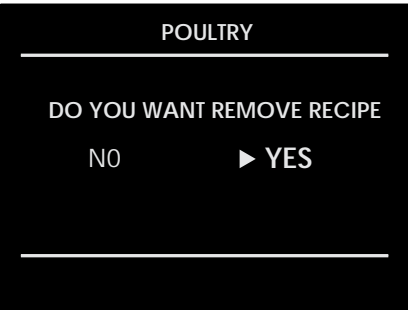 POULTRY
DO YOU WANT REMOVE RECIPE
N0 ▶ YES